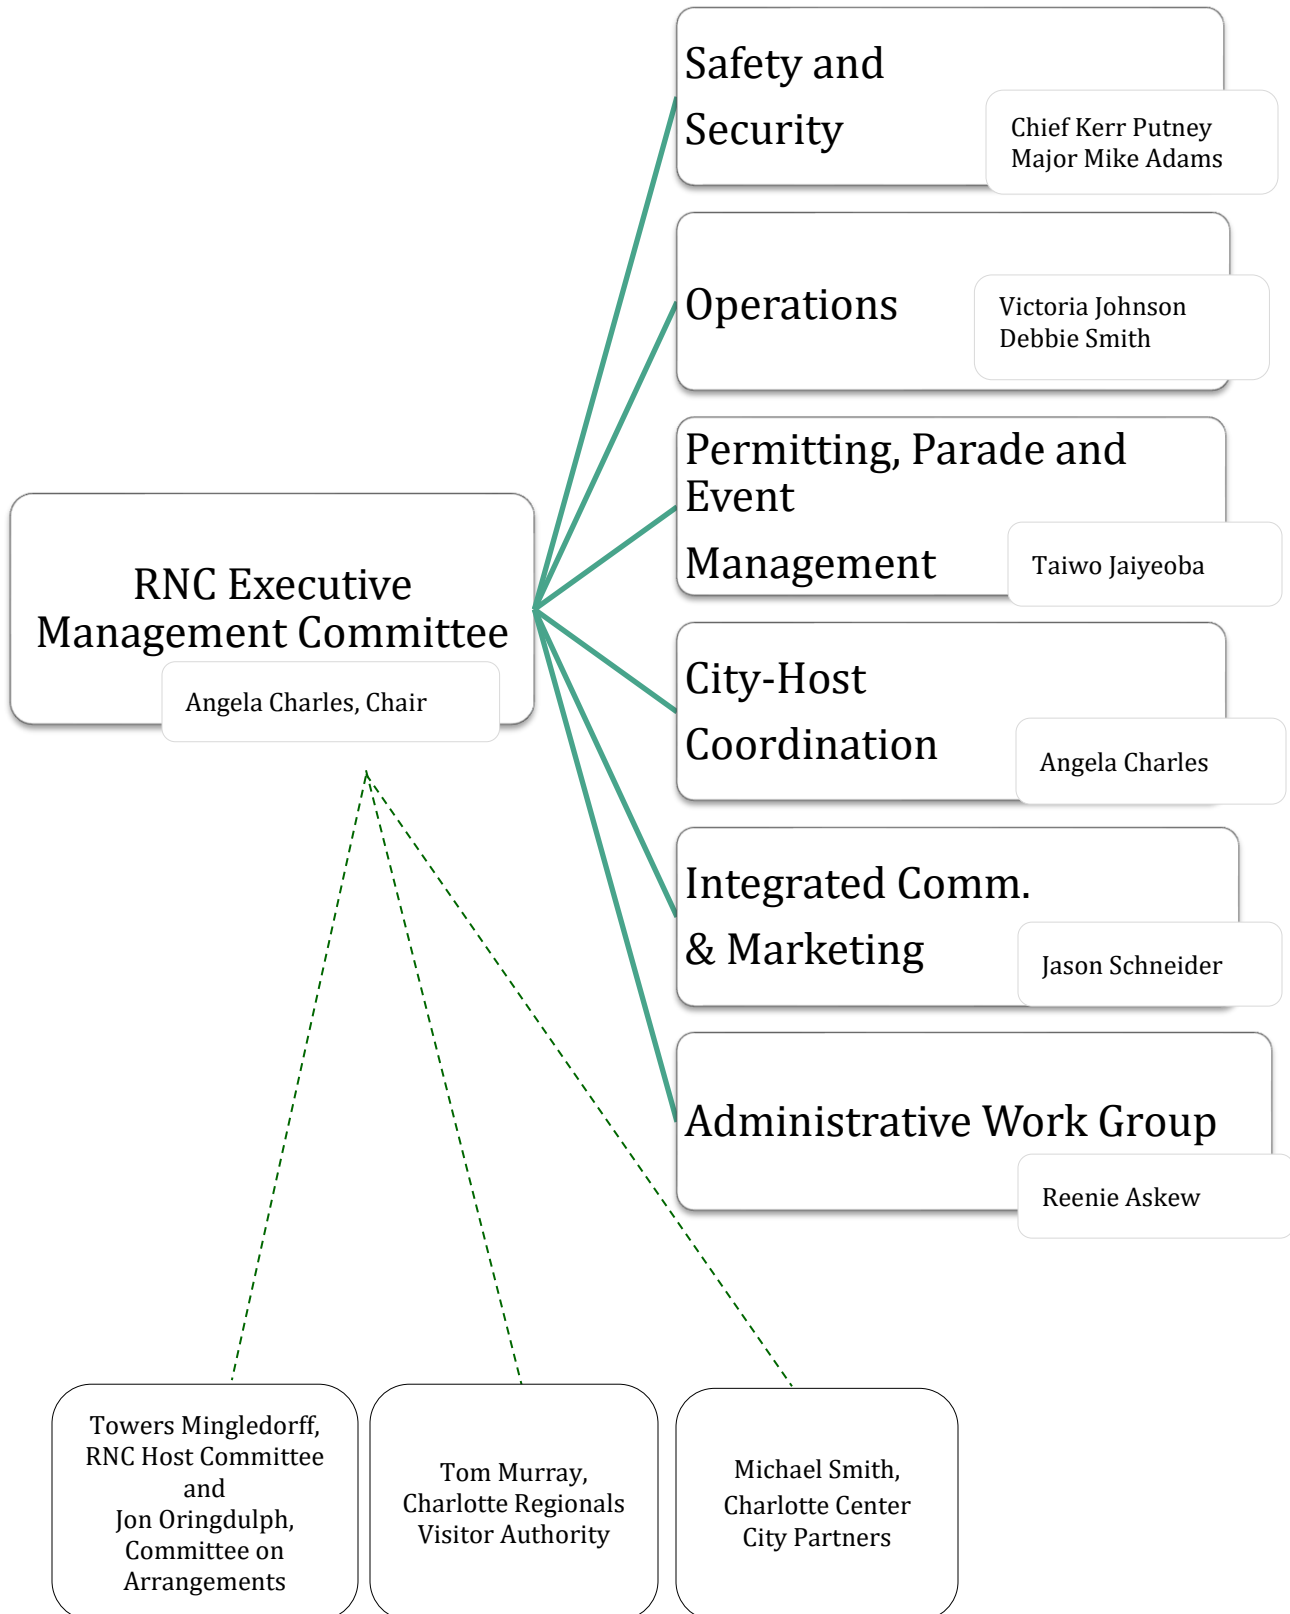 Safety and
Security
Chief Kerr Putney
Major Mike Adams
Operations
Victoria Johnson
Debbie Smith
Permitting, Parade and
Event
Management
Taiwo Jaiyeoba
RNC Executive
Management Committee
Angela Charles, Chair
City-Host
Coordination
Angela Charles
Integrated Comm.
& Marketing
Jason Schneider
Administrative Work Group
Reenie Askew
Towers Mingledorff,
RNC Host Committee
and
Jon Oringdulph,
Committee on
Arrangements
Tom Murray,
Charlotte Regionals
Visitor Authority
Michael Smith,
Charlotte Center
City Partners